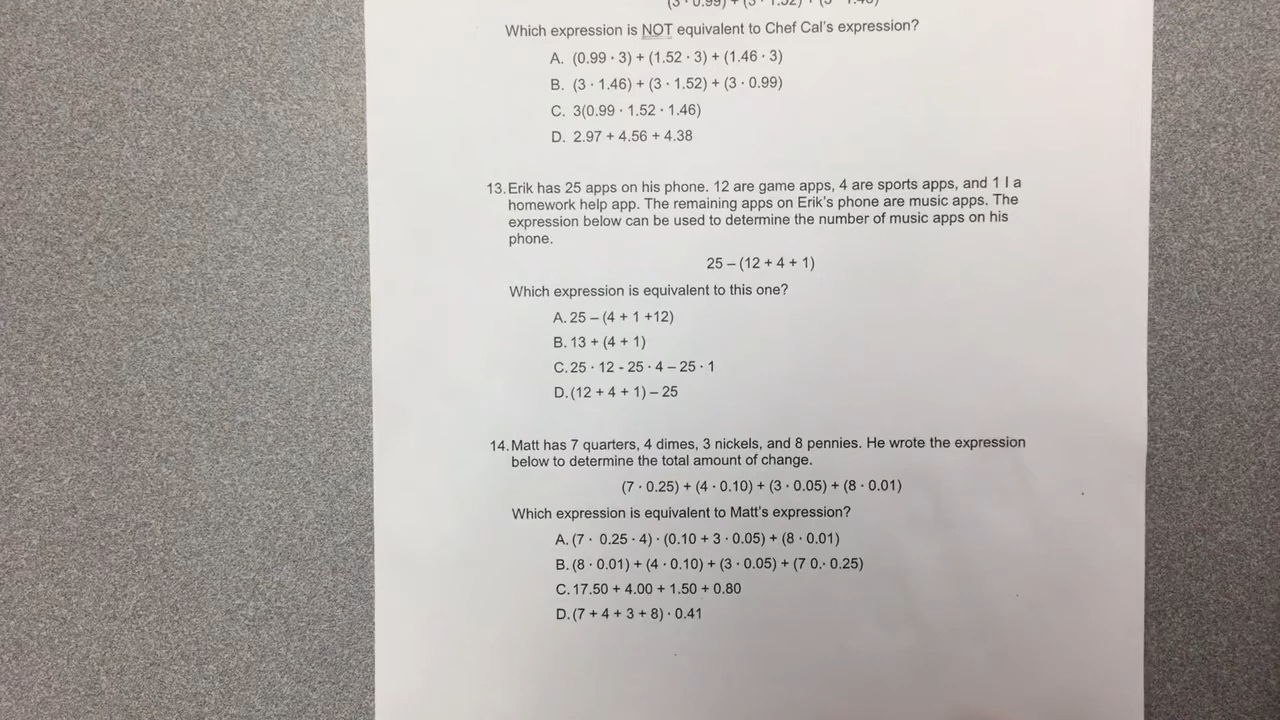 (3 · 0.99) + (3 · 1.52) + (3 · 1.46)
Which expression is NOT equivalent to Chef Cal's expression?
A. (0.99 · 3) + (1.52 · 3) + (1.46 · 3)
B. (3 · 1.46) + (3 · 1.52) + (3 · 0.99)
C. 3(0.99 · 1.52 · 1.46)
D. 2.97 + 4.56 + 4.38
13. Erik has 25 apps on his phone. 12 are game apps, 4 are sports apps, and 1 I a
homework help app. The remaining apps on Erik's phone are music apps. The
expression below can be used to determine the number of music apps on his
phone.
25 – (12 + 4 + 1)
Which expression is equivalent to this one?
A. 25 – (4 + 1 +12)
B. 13 + (4 + 1)
C. 25 · 12 - 25 · 4 – 25 · 1
D. (12 + 4 + 1) – 25
14. Matt has 7 quarters, 4 dimes, 3 nickels, and 8 pennies. He wrote the expression
below to determine the total amount of change.
(7 · 0.25) + (4 · 0.10) + (3 · 0.05) + (8 · 0.01)
Which expression is equivalent to Matt's expression?
A. (7 · 0.25 · 4) · (0.10 + 3 · 0.05) + (8 · 0.01)
B. (8 · 0.01) + (4 · 0.10) + (3 · 0.05) + (7 0.· 0.25)
C. 17.50 + 4.00 + 1.50 + 0.80
D. (7 + 4 + 3 + 8) · 0.41